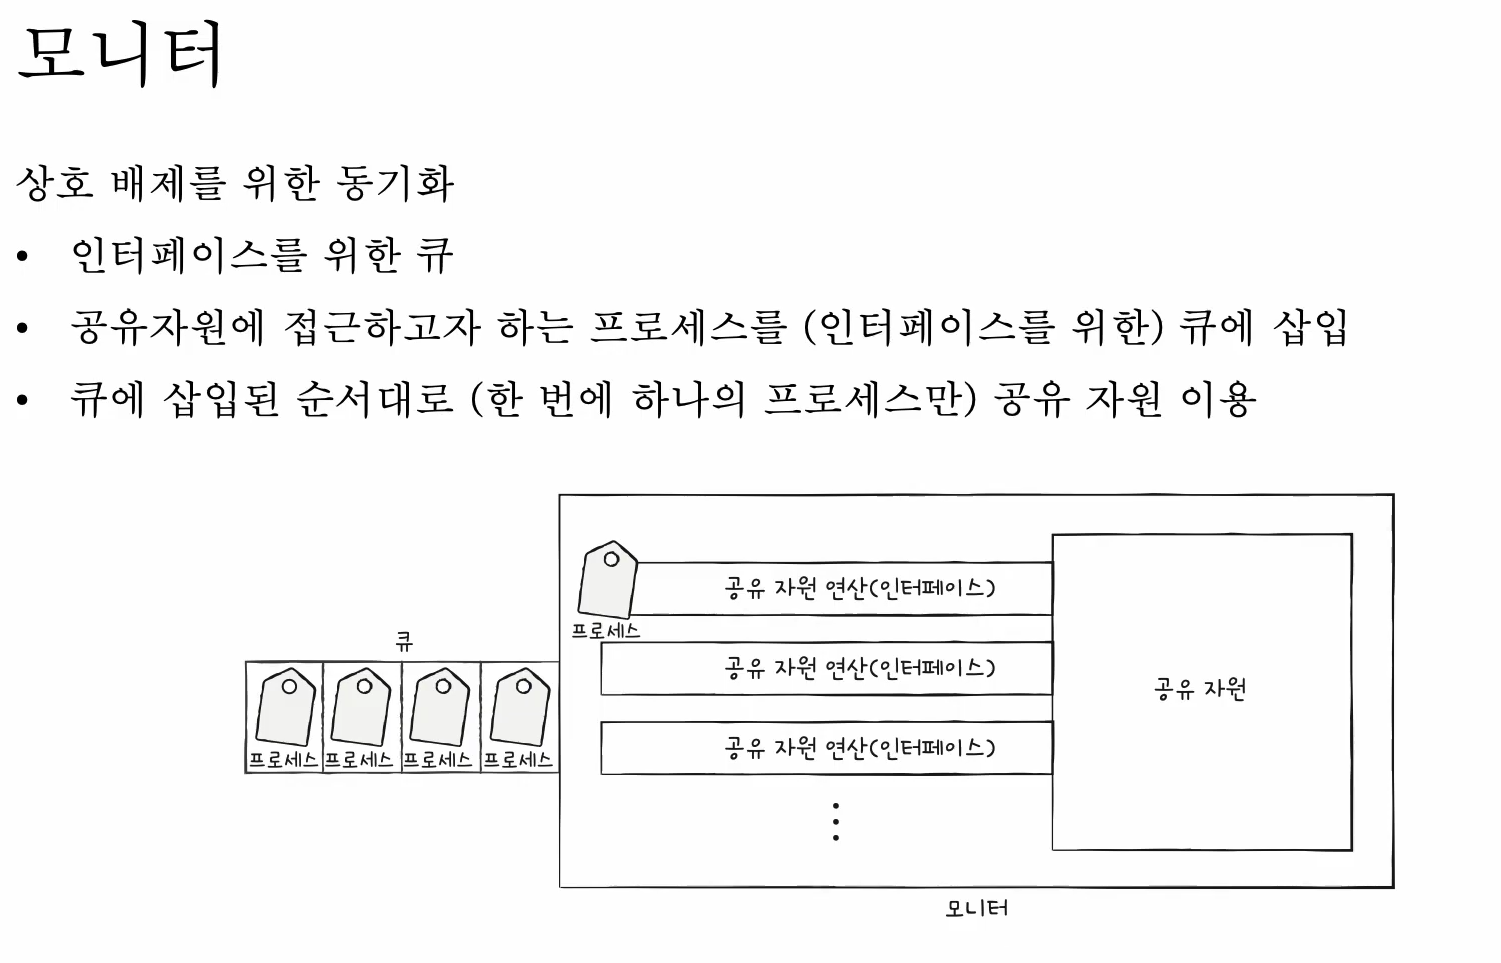 모니터
상호 배제를 위한 동기화
• 인터페이스를 위한 큐
• 공유자원에 접근하고자 하는 프로세스를 (인터페이스를 위한) 큐에 삽입
• 큐에 삽입된 순서대로 (한 번에 하나의 프로세스만) 공유 자원 이용
공유 자원 연산(인터페이스)
프로세스
큐
공유 자원 연산(인터페이스)
공유 자원
프로세스 프로세스 프로세스 프로세스
공유 자원 연산(인터페이스)
모니터